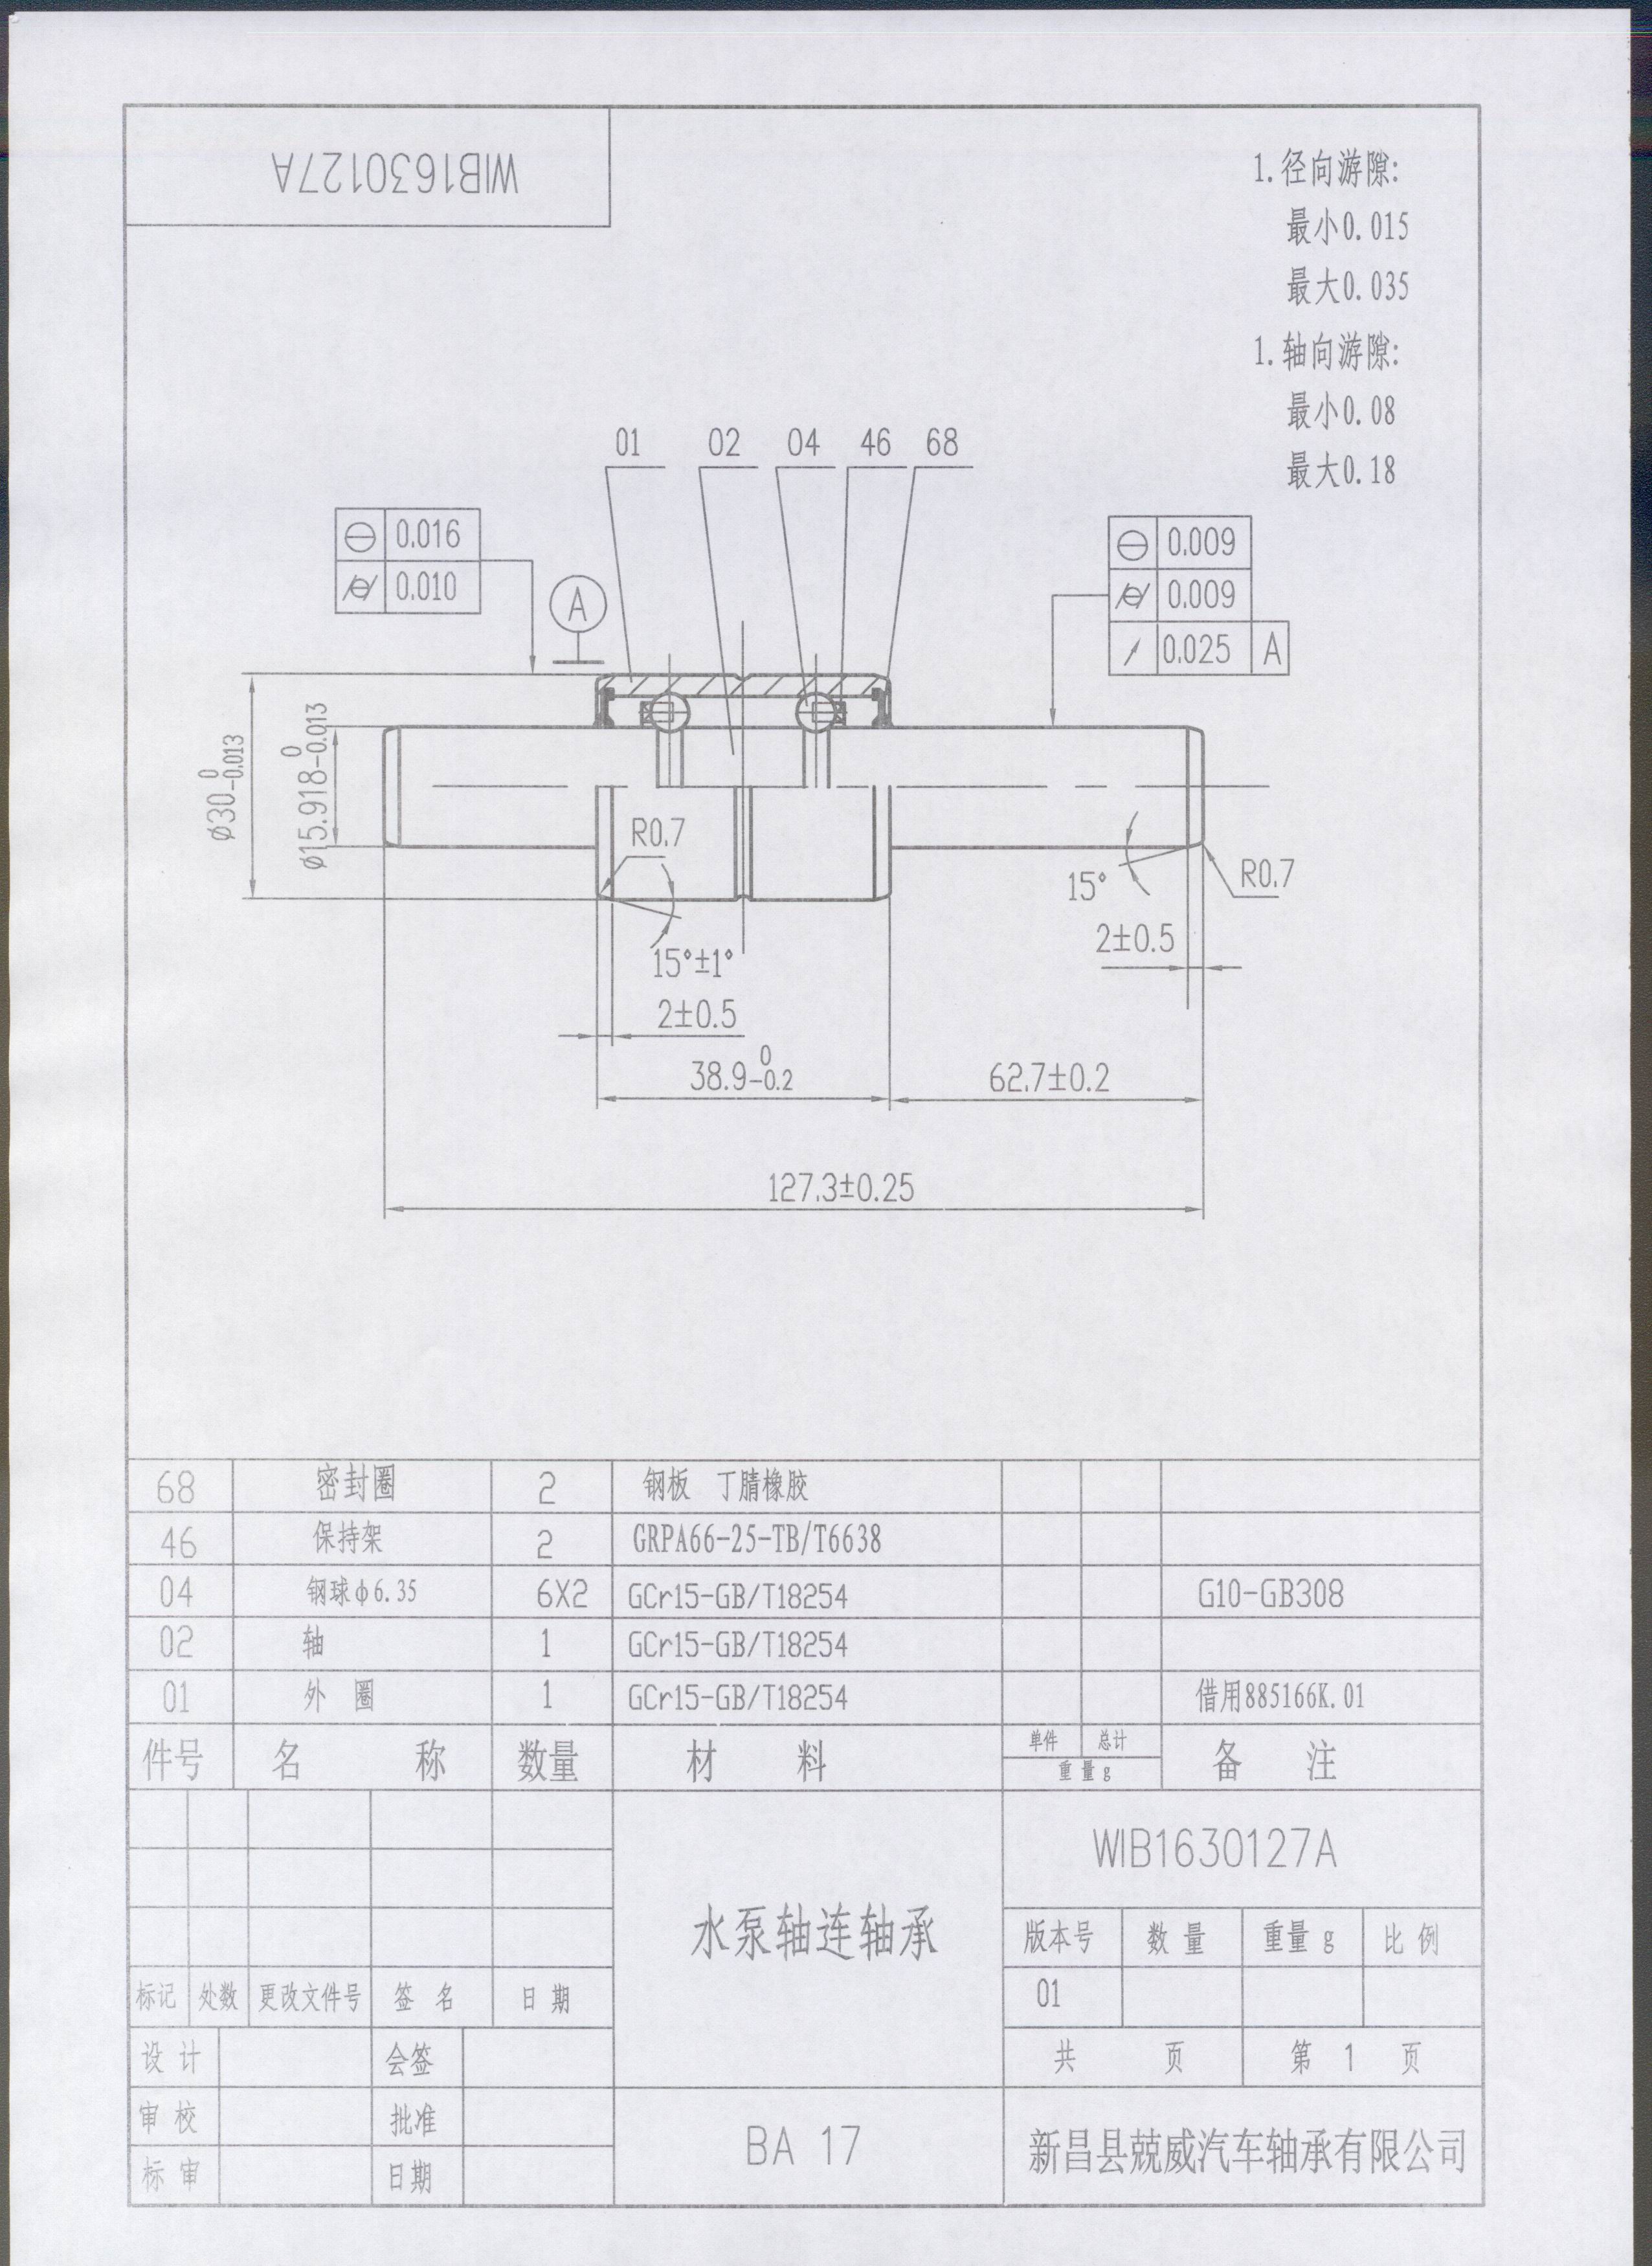 WIB1630127A
1.径向游隙:
最小0.015
最大0.035
1.轴向游隙:
最小0.08
最大0.18
01 02 04 46 68
⌖ 0.016
⌭ 0.010
A
0.009
⌭ 0.009
↗ 0.025 A
ϕ30 0 -0.013
ϕ15.918 0 -0.013
R0.7
15°±1°
2±0.5
15°
R0.7
2±0.5
38.9 0 -0.2
62.7±0.2
127.3±0.25
68 密封圈 2 钢板 丁腈橡胶
46 保持架 2 GRPA66-25-TB/T6638
04 钢球ϕ6.35 6X2 GCr15-GB/T18254 G10-GB308
02 轴 1 GCr15-GB/T18254
01 外 圈 1 GCr15-GB/T18254 借用885166K.01
件号 名 称 数量 材 料 单件 总计 重量g 备 注
WIB1630127A
水泵轴连轴承
版本号 数量 重量g 比例
01
标记 处数 更改文件号 签名 日期
设计 会签
共 页 第 1 页
审校 批准
BA 17
新昌县兢威汽车轴承有限公司
标审 日期